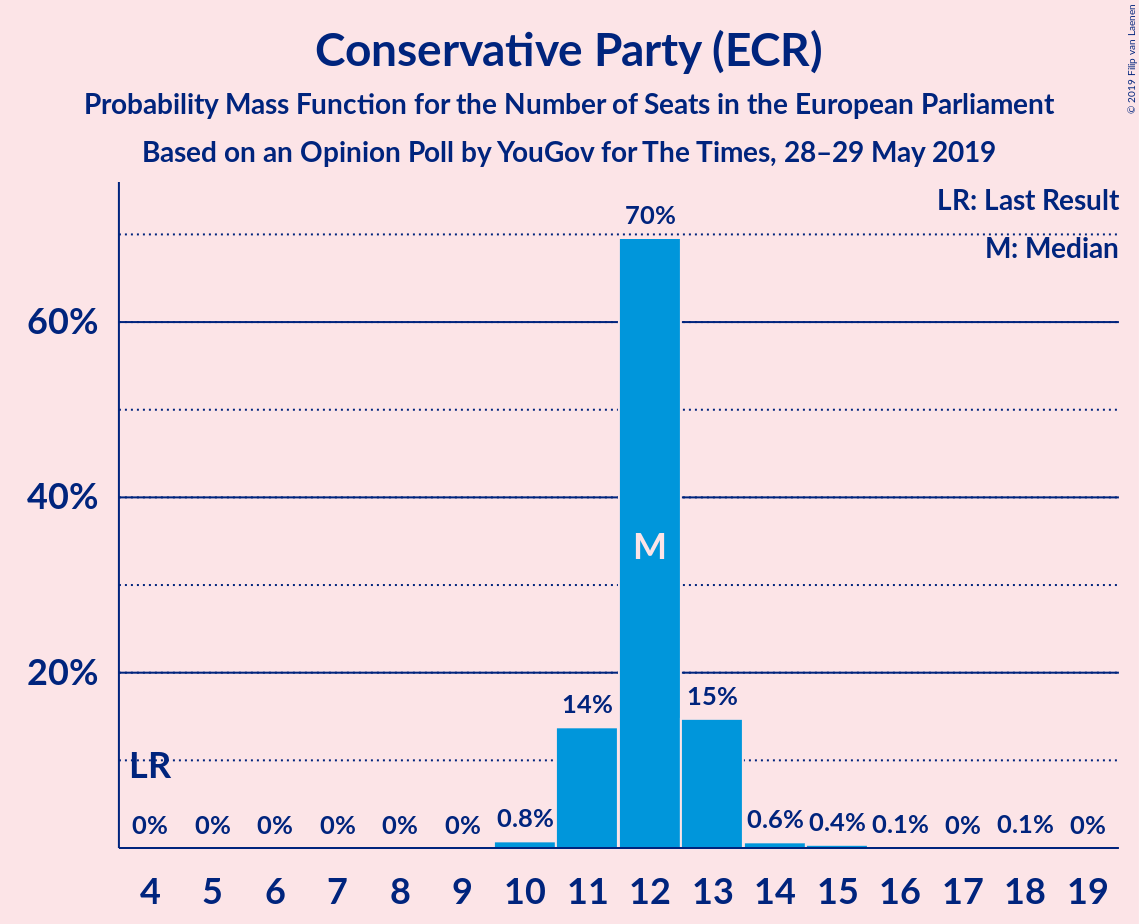 Conservative Party (ECR)
Probability Mass Function for the Number of Seats in the European Parliament
Based on an Opinion Poll by YouGov for The Times, 28–29 May 2019
© 2019 Filip van Laenen
LR: Last Result
M: Median
70%
60%
40%
M
20%
14%
15%
LR
0% 0% 0% 0% 0% 0% 0.8% 0.6% 0.4% 0.1% 0% 0.1% 0%
4 5 6 7 8 9 10 11 12 13 14 15 16 17 18 19